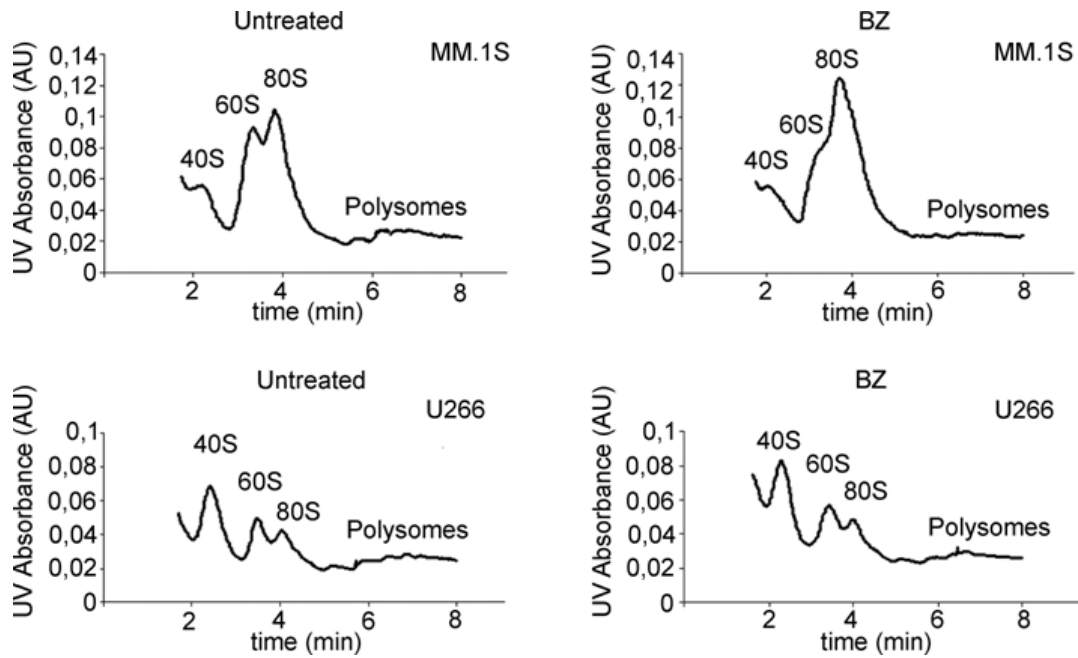 Untreated
MM.1S
UV Absorbance (AU)
0,14
0,12
0,1
0,08
0,06
0,04
0,02
0
40S
60S
80S
Polysomes
2
4
6
8
time (min)
BZ
MM.1S
UV Absorbance (AU)
0,14
0,12
0,1
0,08
0,06
0,04
0,02
0
40S
60S
80S
Polysomes
2
4
6
8
time (min)
Untreated
U266
UV Absorbance (AU)
0,1
0,08
0,06
0,04
0,02
0
40S
60S
80S
Polysomes
2
4
6
8
time (min)
BZ
U266
UV Absorbance (AU)
0,1
0,08
0,06
0,04
0,02
0
40S
60S
80S
Polysomes
2
4
6
8
time (min)